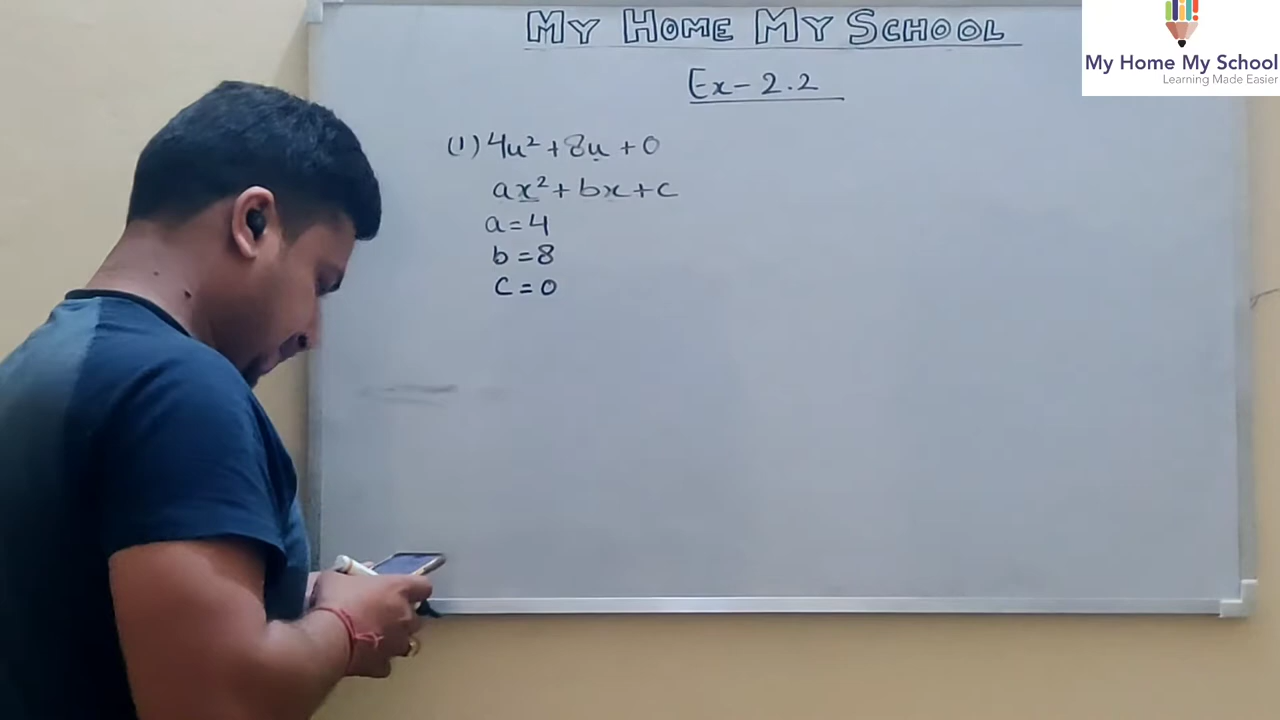 MY HOME MY SCHOOL
My Home My School
Learning Made Easier
Ex-2.2
(1) 4u² + 8u + 0
ax² + bx + c
a = 4
b = 8
c = 0